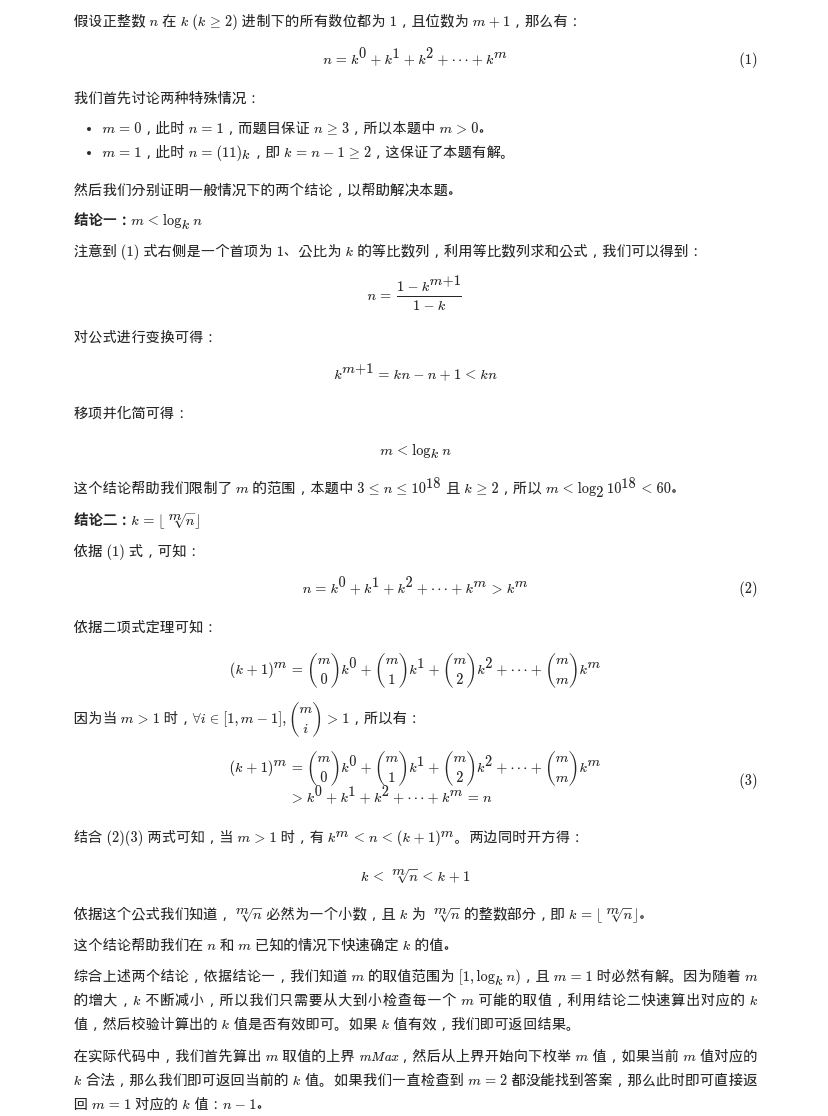 假设正整数 n 在 k (k ≥ 2) 进制下的所有数位都为 1，且位数为 m + 1，那么有：
n = k^0 + k^1 + k^2 + ⋯ + k^m (1)
我们首先讨论两种特殊情况：
• m = 0，此时 n = 1，而题目保证 n ≥ 3，所以本题中 m > 0。
• m = 1，此时 n = (11)_k，即 k = n − 1 ≥ 2，这保证了本题有解。
然后我们分别证明一般情况下的两个结论，以帮助解决本题。
结论一：m < log_k n
注意到 (1) 式右侧是一个首项为 1、公比为 k 的等比数列，利用等比数列求和公式，我们可以得到：
n = \frac{1 − k^{m+1}}{1 − k}
对公式进行变换可得：
k^{m+1} = kn − n + 1 < kn
移项并化简可得：
m < log_k n
这个结论帮助我们限制了 m 的范围，本题中 3 ≤ n ≤ 10^{18} 且 k ≥ 2，所以 m < log_2 10^{18} < 60。
结论二：k = ⌊\sqrt[m]{n}⌋
依据 (1) 式，可知：
n = k^0 + k^1 + k^2 + ⋯ + k^m > k^m (2)
依据二项式定理可知：
(k + 1)^m = \binom{m}{0}k^0 + \binom{m}{1}k^1 + \binom{m}{2}k^2 + ⋯ + \binom{m}{m}k^m
因为当 m > 1 时，∀i ∈ [1, m − 1], \binom{m}{i} > 1，所以有：
(k + 1)^m = \binom{m}{0}k^0 + \binom{m}{1}k^1 + \binom{m}{2}k^2 + ⋯ + \binom{m}{m}k^m
> k^0 + k^1 + k^2 + ⋯ + k^m = n (3)
结合 (2)(3) 两式可知，当 m > 1 时，有 k^m < n < (k + 1)^m。两边同时开方得：
k < \sqrt[m]{n} < k + 1
依据这个公式我们知道，\sqrt[m]{n} 必然为一个小数，且 k 为 \sqrt[m]{n} 的整数部分，即 k = ⌊\sqrt[m]{n}⌋。
这个结论帮助我们在 n 和 m 已知的情况下快速确定 k 的值。
综合上述两个结论，依据结论一，我们知道 m 的取值范围为 [1, log_k n)，且 m = 1 时必然有解。因为随着 m
的增大，k 不断减小，所以我们只需要从大到小检查每一个 m 可能的取值，利用结论二快速算出对应的 k
值，然后校验计算出的 k 值是否有效即可。如果 k 值有效，我们即可返回结果。
在实际代码中，我们首先算出 m 取值的上界 mMax，然后从上界开始向下枚举 m 值，如果当前 m 值对应的
k 合法，那么我们即可返回当前的 k 值。如果我们一直检查到 m = 2 都没能找到答案，那么此时即可直接返
回 m = 1 对应的 k 值：n − 1。